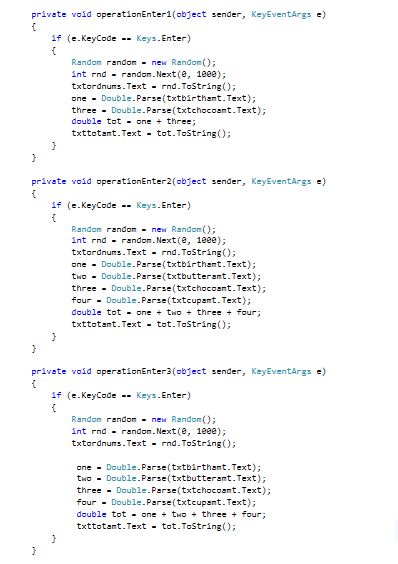 private void operationEnter1(object sender, KeyEventArgs e)
{
if (e.KeyCode == Keys.Enter)
{
Random random = new Random();
int rnd = random.Next(0, 1000);
txtordnums.Text = rnd.ToString();
one = Double.Parse(txtbirthamt.Text);
three = Double.Parse(txtchocoamt.Text);
double tot = one + three;
txttotamt.Text = tot.ToString();
}
}
private void operationEnter2(object sender, KeyEventArgs e)
{
if (e.KeyCode == Keys.Enter)
{
Random random = new Random();
int rnd = random.Next(0, 1000);
txtordnums.Text = rnd.ToString();
one = Double.Parse(txtbirthamt.Text);
two = Double.Parse(txtbutteramt.Text);
three = Double.Parse(txtchocoamt.Text);
four = Double.Parse(txtcupamt.Text);
double tot = one + two + three + four;
txttotamt.Text = tot.ToString();
}
}
private void operationEnter3(object sender, KeyEventArgs e)
{
if (e.KeyCode == Keys.Enter)
{
Random random = new Random();
int rnd = random.Next(0, 1000);
txtordnums.Text = rnd.ToString();
one = Double.Parse(txtbirthamt.Text);
two = Double.Parse(txtbutteramt.Text);
three = Double.Parse(txtchocoamt.Text);
four = Double.Parse(txtcupamt.Text);
double tot = one + two + three + four;
txttotamt.Text = tot.ToString();
}
}